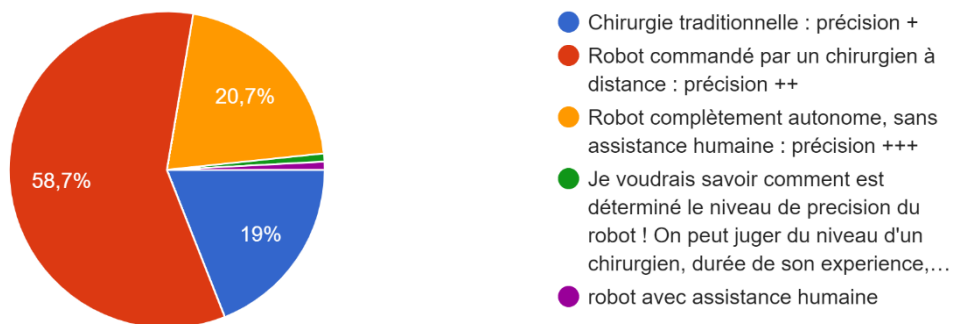 20,7%
58,7%
19%
Chirurgie traditionnelle : précision +
Robot commandé par un chirurgien à
distance : précision ++
Robot complètement autonome, sans
assistance humaine : précision +++
Je voudrais savoir comment est
déterminé le niveau de precision du
robot ! On peut juger du niveau d'un
chirurgien, durée de son experience,…
robot avec assistance humaine